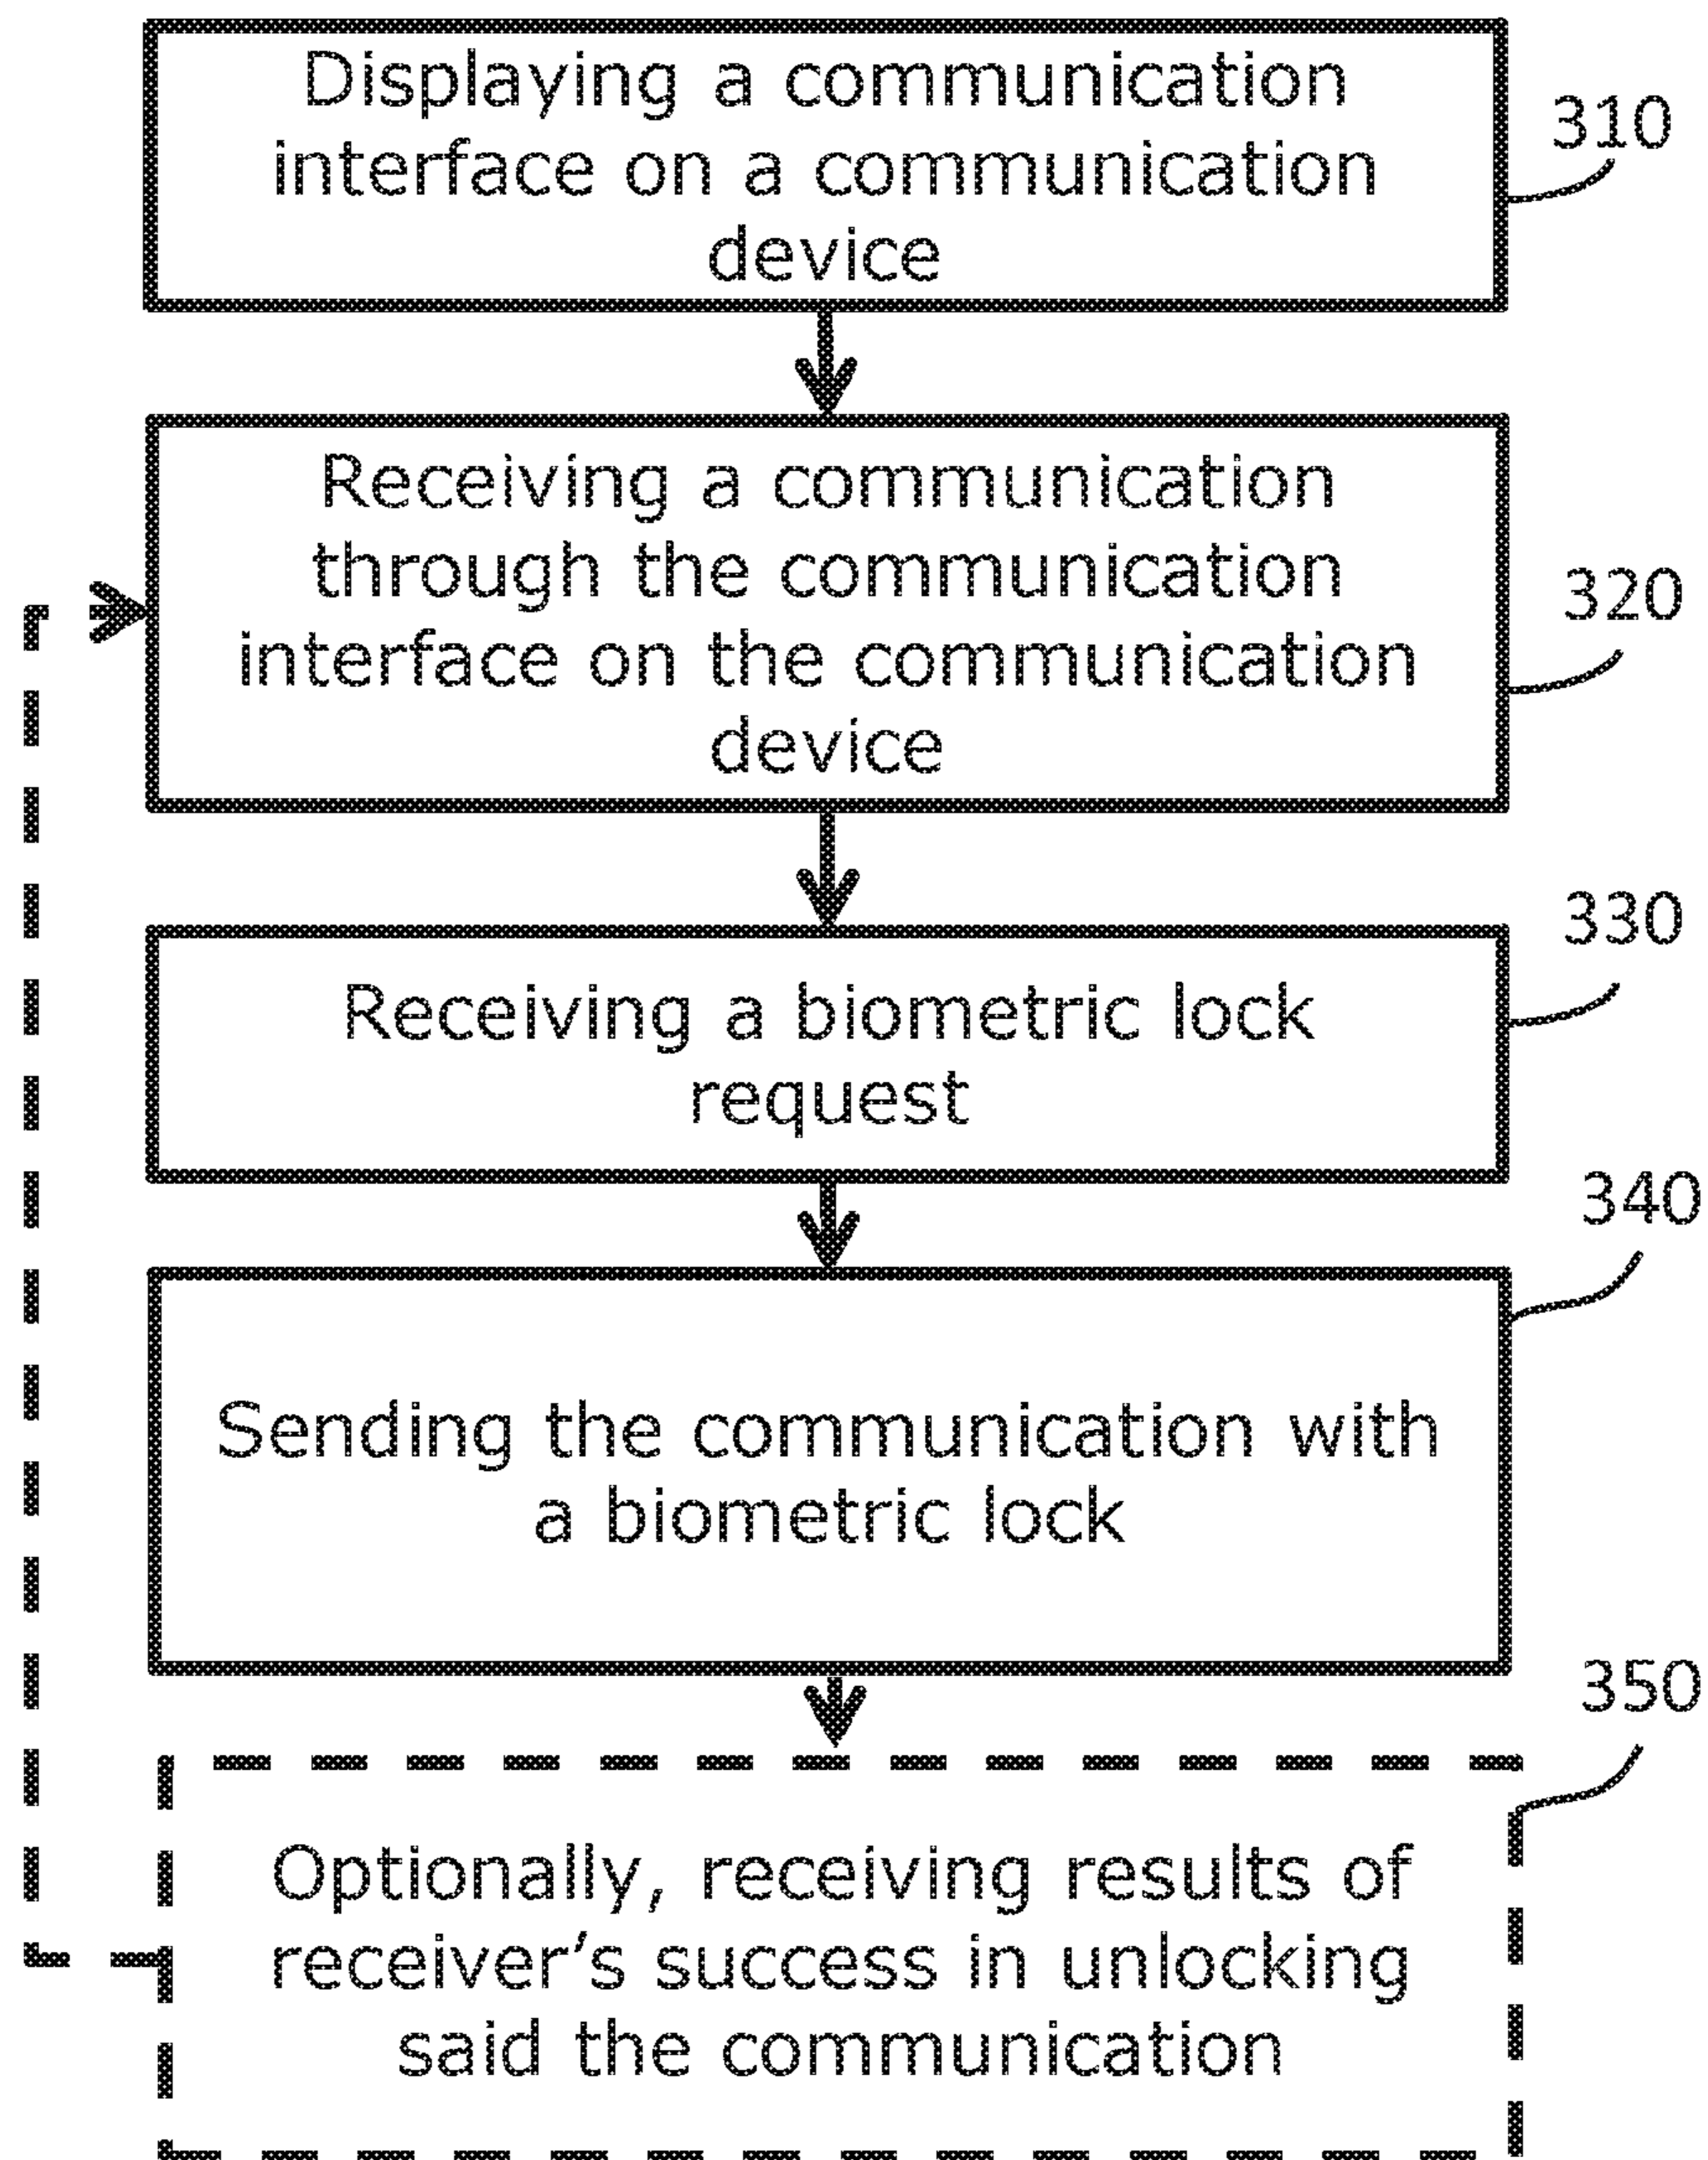 Displaying a communication
interface on a communication
device
310
Receiving a communication
through the communication
interface on the communication
device
320
Receiving a biometric lock
request
330
Sending the communication with
a biometric lock
340
Optionally, receiving results of
receiver's success in unlocking
said the communication
350